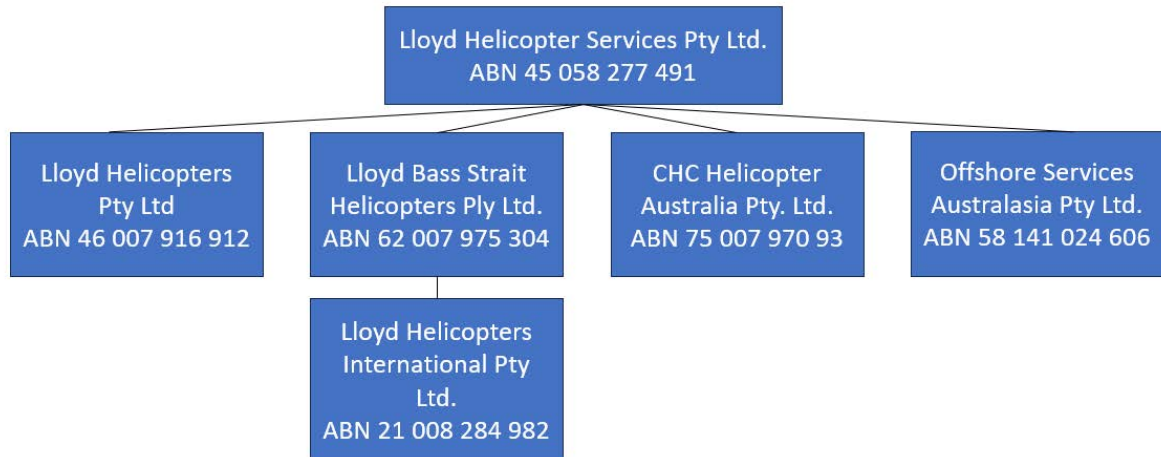 Lloyd Helicopter Services Pty Ltd.
ABN 45 058 277 491
Lloyd Helicopters
Pty Ltd
ABN 46 007 916 912
Lloyd Bass Strait
Helicopters Ply Ltd.
ABN 62 007 975 304
CHC Helicopter
Australia Pty. Ltd.
ABN 75 007 970 93
Offshore Services
Australasia Pty Ltd.
ABN 58 141 024 606
Lloyd Helicopters
International Pty
Ltd.
ABN 21 008 284 982